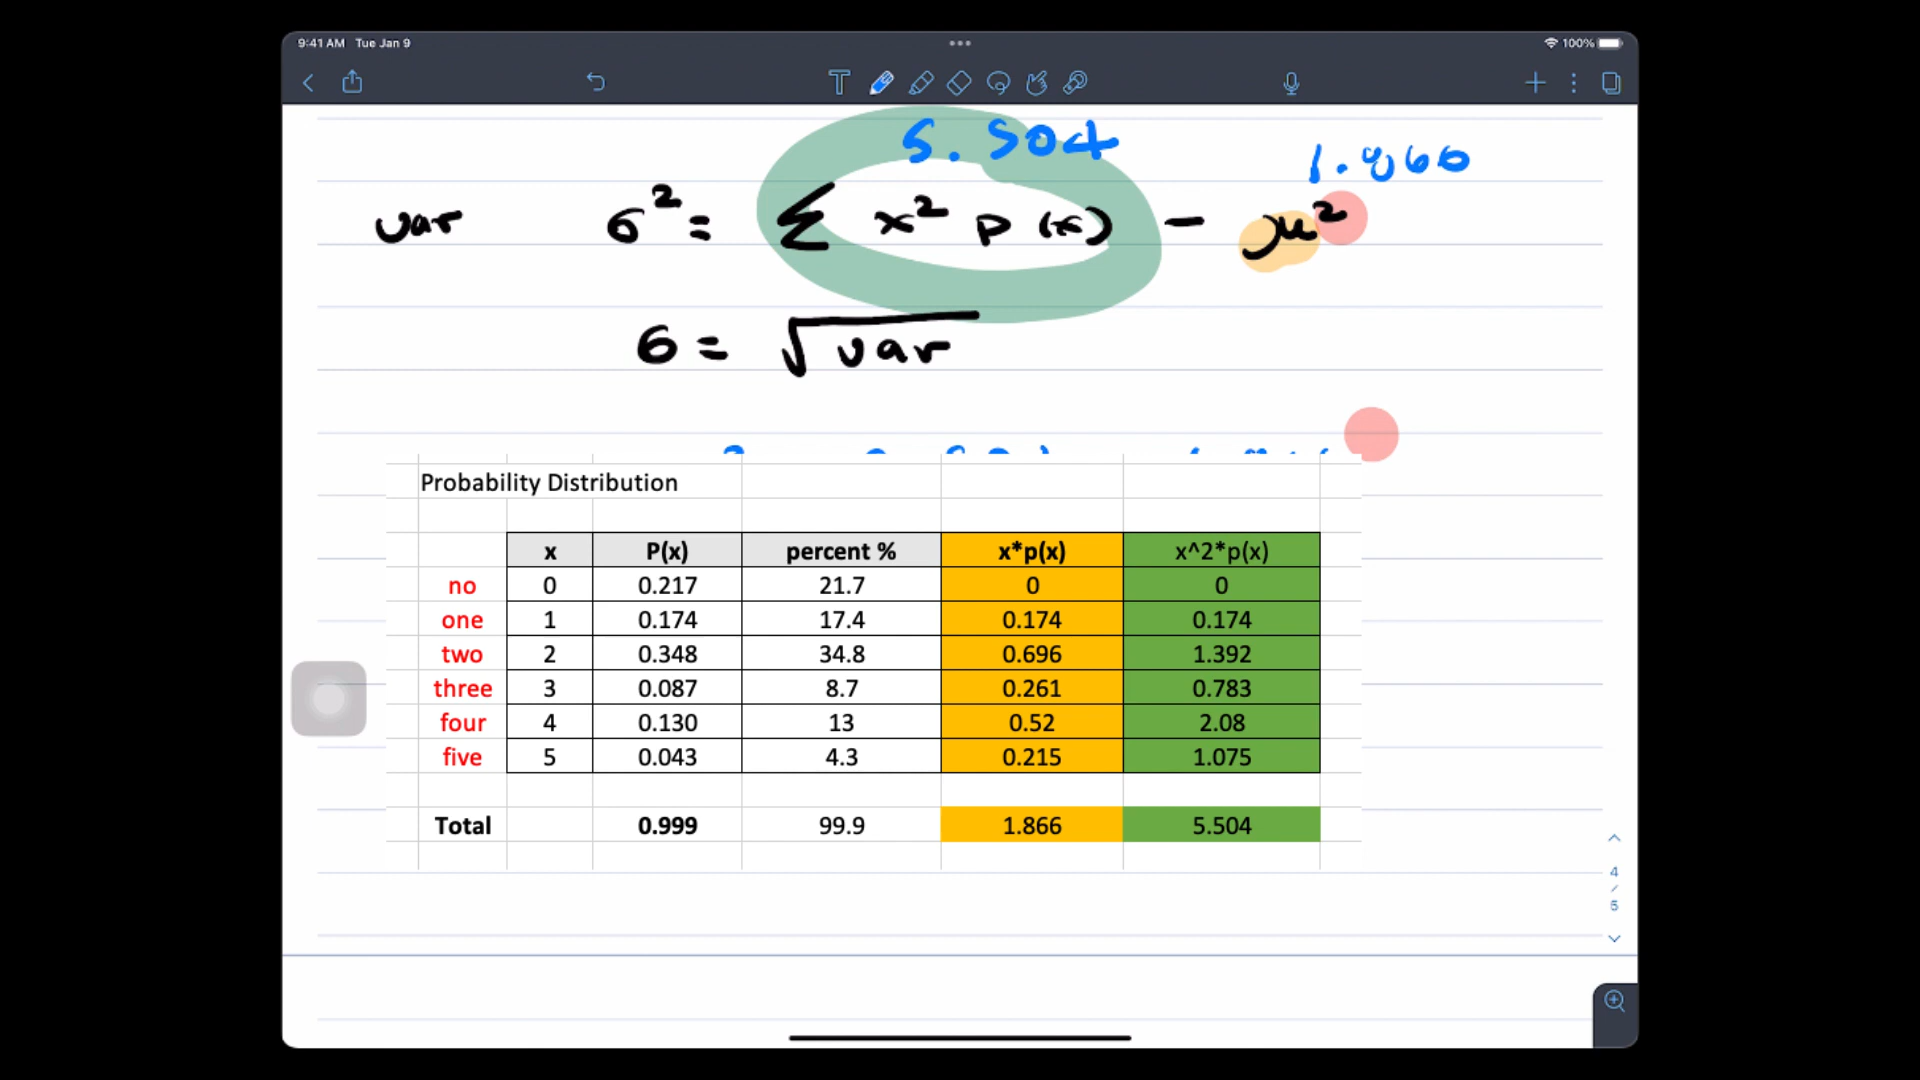 9:41 AM Tue Jan 9
100%
5.504
1.866
var σ² = Σ x² p(x) - μ²
σ = √var
Probability Distribution
x P(x) percent % x*p(x) x^2*p(x)
no 0 0.217 21.7 0 0
one 1 0.174 17.4 0.174 0.174
two 2 0.348 34.8 0.696 1.392
three 3 0.087 8.7 0.261 0.783
four 4 0.130 13 0.52 2.08
five 5 0.043 4.3 0.215 1.075
Total 0.999 99.9 1.866 5.504
4
/
5